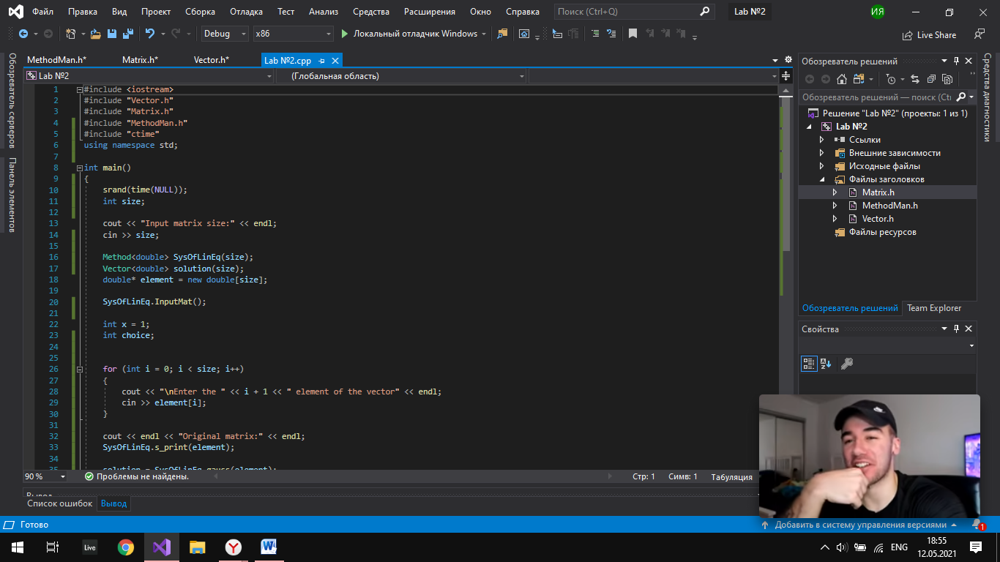 Файл Правка Вид Проект Сборка Отладка Тест Анализ Средства Расширения Окно Справка Поиск (Ctrl+Q) Lab №2 ИЯ
Debug x86 Локальный отладчик Windows Live Share
Обозреватель серверов
Панель элементов
MethodMan.h* Matrix.h* Vector.h* Lab №2.cpp
Lab №2 (Глобальная область)
1 #include <iostream>
2 #include "Vector.h"
3 #include "Matrix.h"
4 #include "MethodMan.h"
5 #include "ctime"
6 using namespace std;
7
8 int main()
9 {
10 srand(time(NULL));
11 int size;
12
13 cout << "Input matrix size:" << endl;
14 cin >> size;
15
16 Method<double> SysOfLinEq(size);
17 Vector<double> solution(size);
18 double* element = new double[size];
19
20 SysOfLinEq.InputMat();
21
22 int x = 1;
23 int choice;
24
25
26 for (int i = 0; i < size; i++)
27 {
28 cout << "\nEnter the " << i + 1 << " element of the vector" << endl;
29 cin >> element[i];
30 }
31
32 cout << endl << "Original matrix:" << endl;
33 SysOfLinEq.s_print(element);
34
35 solution = SysOfLinEq.gauss(element);
90 % Проблемы не найдены. Стр: 1 Симв: 1 Табуляция
Вывод
Список ошибок Вывод
Обозреватель решений
Обозреватель решений — поиск (Ctrl
Решение "Lab №2" (проекты: 1 из 1)
Lab №2
Ссылки
Внешние зависимости
Исходные файлы
Файлы заголовков
Matrix.h
MethodMan.h
Vector.h
Файлы ресурсов
Обозреватель решений Team Explorer
Свойства
Средства диагностики
Готово Добавить в систему управления версиями 1
Live ENG 18:55
12.05.2021